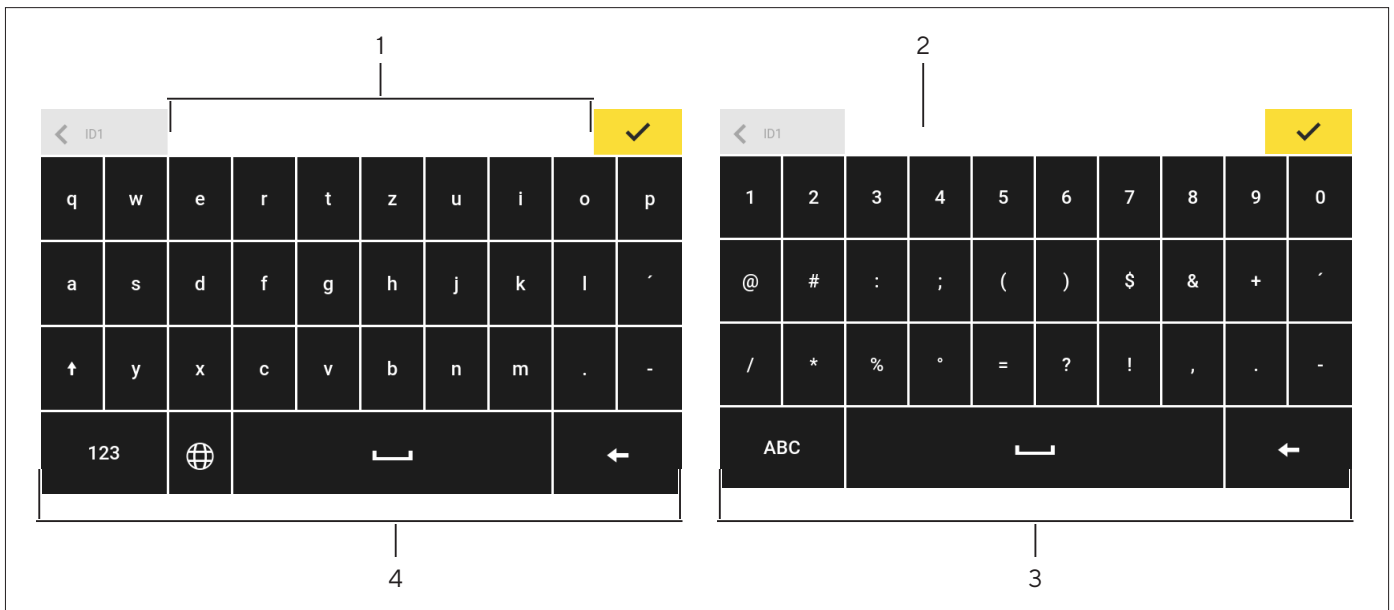 1 2
ID1 ID1
q w e r t z u i o p 1 2 3 4 5 6 7 8 9 0
a s d f g h j k l ´ @ # : ; ( ) $ & + ´
y x c v b n m . - / * % ° = ? ! , . -
123 ABC
4 3